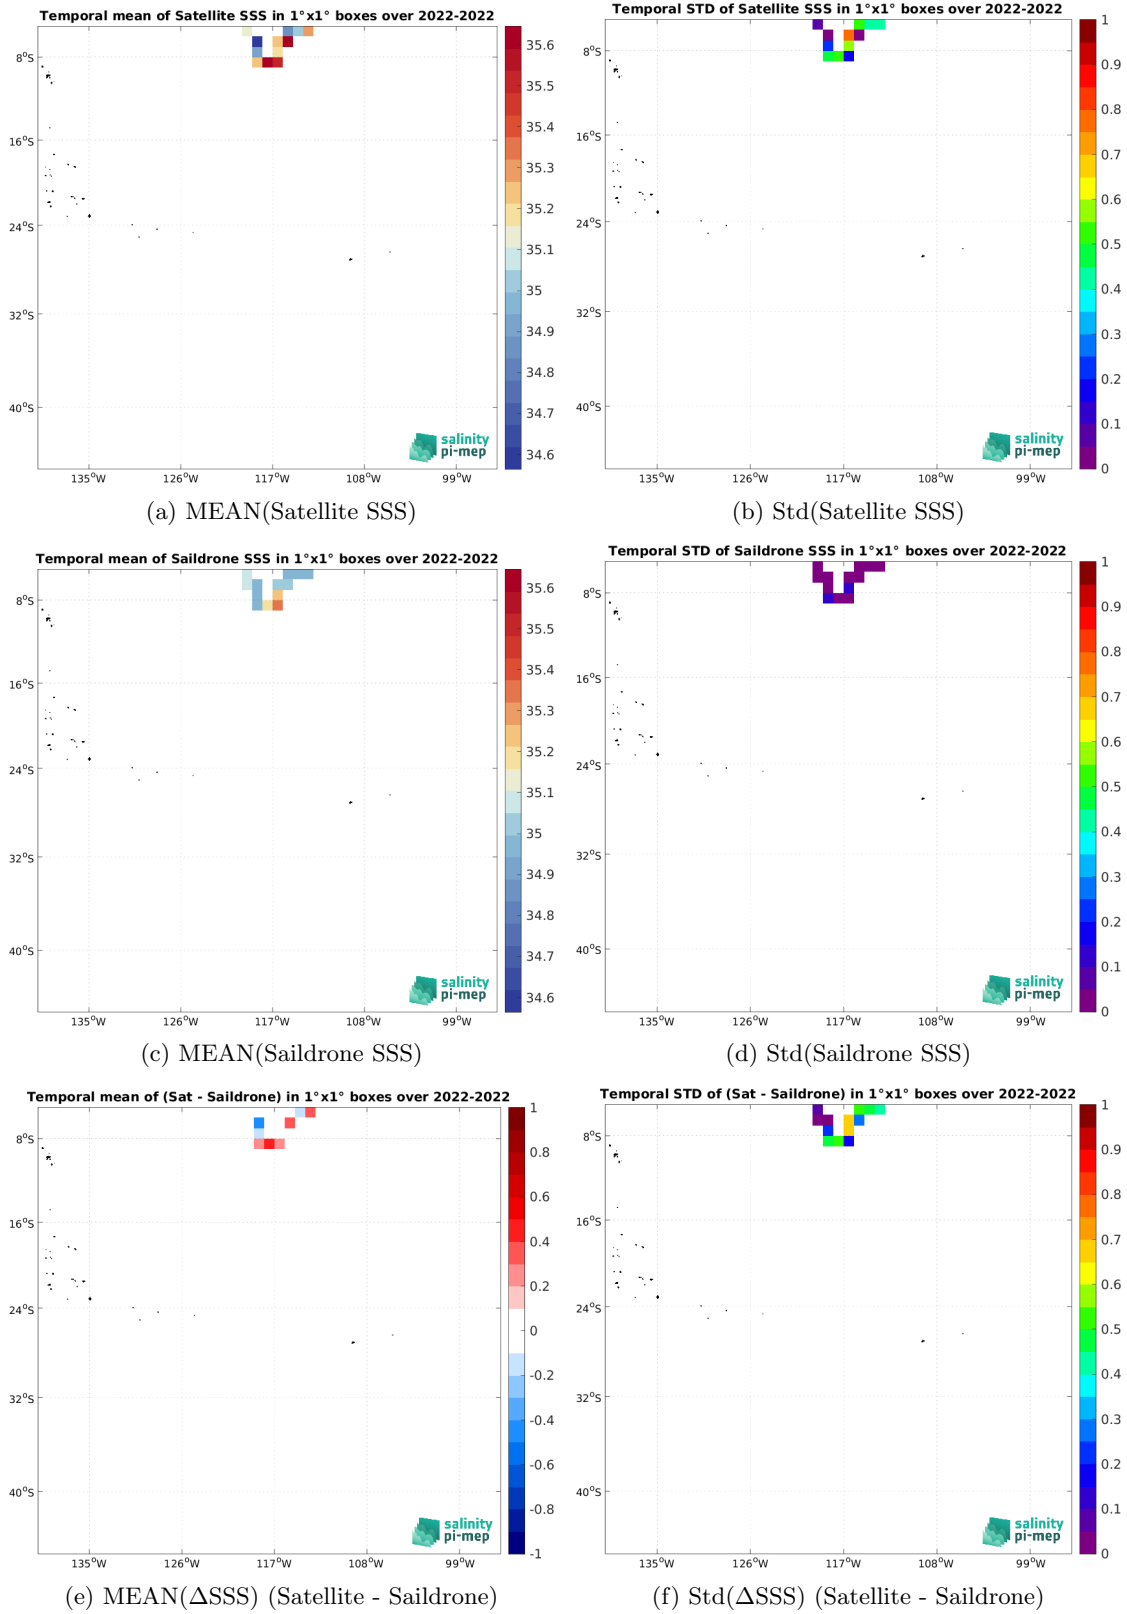 Temporal mean of Satellite SSS in 1°x1° boxes over 2022-2022
8°S
16°S
24°S
32°S
40°S
135°W 126°W 117°W 108°W 99°W
35.6
35.5
35.4
35.3
35.2
35.1
35
34.9
34.8
34.7
34.6
salinity
pi-mep
(a) MEAN(Satellite SSS)
Temporal STD of Satellite SSS in 1°x1° boxes over 2022-2022
8°S
16°S
24°S
32°S
40°S
135°W 126°W 117°W 108°W 99°W
1
0.9
0.8
0.7
0.6
0.5
0.4
0.3
0.2
0.1
0
salinity
pi-mep
(b) Std(Satellite SSS)
Temporal mean of Saildrone SSS in 1°x1° boxes over 2022-2022
8°S
16°S
24°S
32°S
40°S
135°W 126°W 117°W 108°W 99°W
35.6
35.5
35.4
35.3
35.2
35.1
35
34.9
34.8
34.7
34.6
salinity
pi-mep
(c) MEAN(Saildrone SSS)
Temporal STD of Saildrone SSS in 1°x1° boxes over 2022-2022
8°S
16°S
24°S
32°S
40°S
135°W 126°W 117°W 108°W 99°W
1
0.9
0.8
0.7
0.6
0.5
0.4
0.3
0.2
0.1
0
salinity
pi-mep
(d) Std(Saildrone SSS)
Temporal mean of (Sat - Saildrone) in 1°x1° boxes over 2022-2022
8°S
16°S
24°S
32°S
40°S
135°W 126°W 117°W 108°W 99°W
1
0.8
0.6
0.4
0.2
0
-0.2
-0.4
-0.6
-0.8
-1
salinity
pi-mep
(e) MEAN(ΔSSS) (Satellite - Saildrone)
Temporal STD of (Sat - Saildrone) in 1°x1° boxes over 2022-2022
8°S
16°S
24°S
32°S
40°S
135°W 126°W 117°W 108°W 99°W
1
0.9
0.8
0.7
0.6
0.5
0.4
0.3
0.2
0.1
0
salinity
pi-mep
(f) Std(ΔSSS) (Satellite - Saildrone)